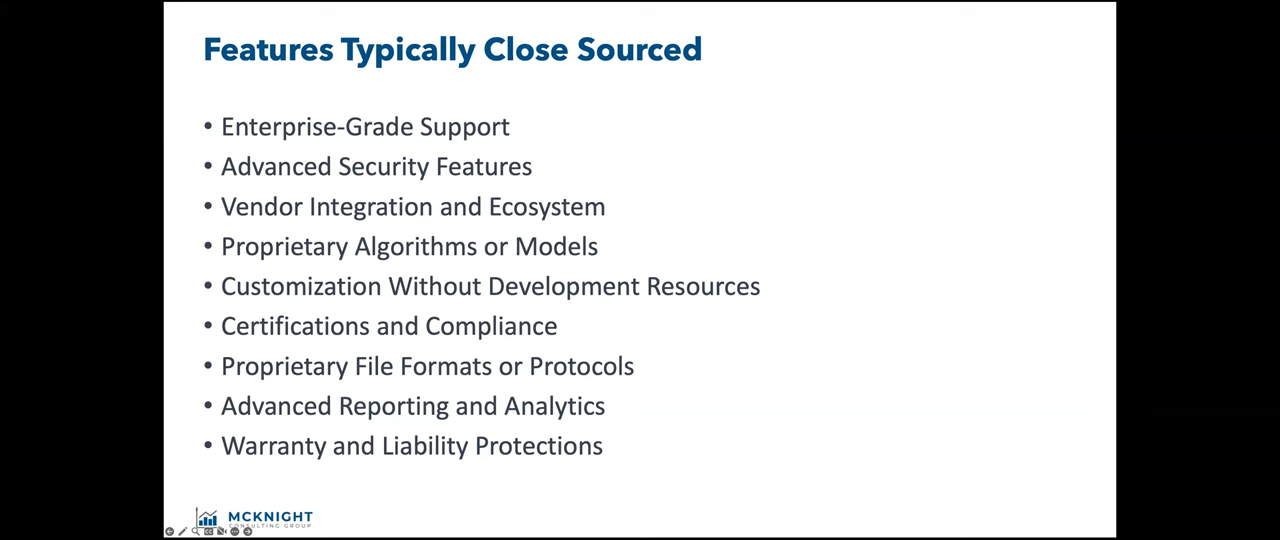 Features Typically Close Sourced
• Enterprise-Grade Support
• Advanced Security Features
• Vendor Integration and Ecosystem
• Proprietary Algorithms or Models
• Customization Without Development Resources
• Certifications and Compliance
• Proprietary File Formats or Protocols
• Advanced Reporting and Analytics
• Warranty and Liability Protections
MCKNIGHT
CONSULTING GROUP